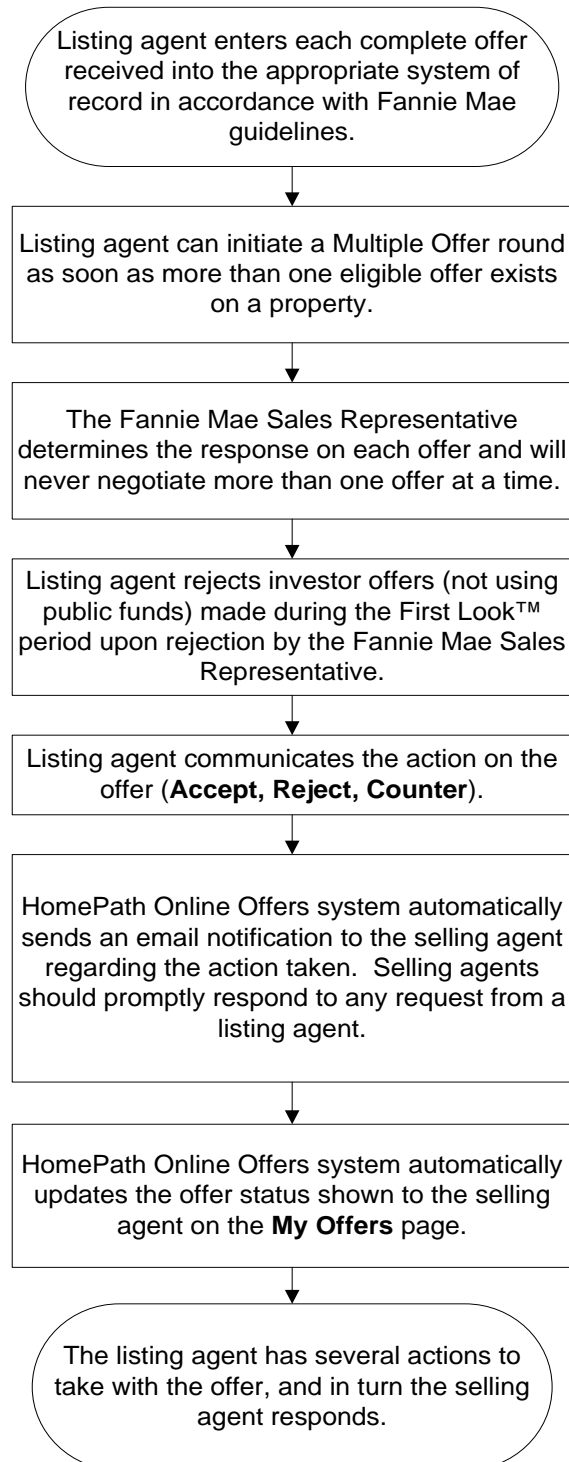 Listing agent enters each complete offer
received into the appropriate system of
record in accordance with Fannie Mae
guidelines.
Listing agent can initiate a Multiple Offer round
as soon as more than one eligible offer exists
on a property.
The Fannie Mae Sales Representative
determines the response on each offer and will
never negotiate more than one offer at a time.
Listing agent rejects investor offers (not using
public funds) made during the First Look™
period upon rejection by the Fannie Mae Sales
Representative.
Listing agent communicates the action on the
offer (Accept, Reject, Counter).
HomePath Online Offers system automatically
sends an email notification to the selling agent
regarding the action taken.  Selling agents
should promptly respond to any request from a
listing agent.
HomePath Online Offers system automatically
updates the offer status shown to the selling
agent on the My Offers page.
The listing agent has several actions to
take with the offer, and in turn the selling
agent responds.